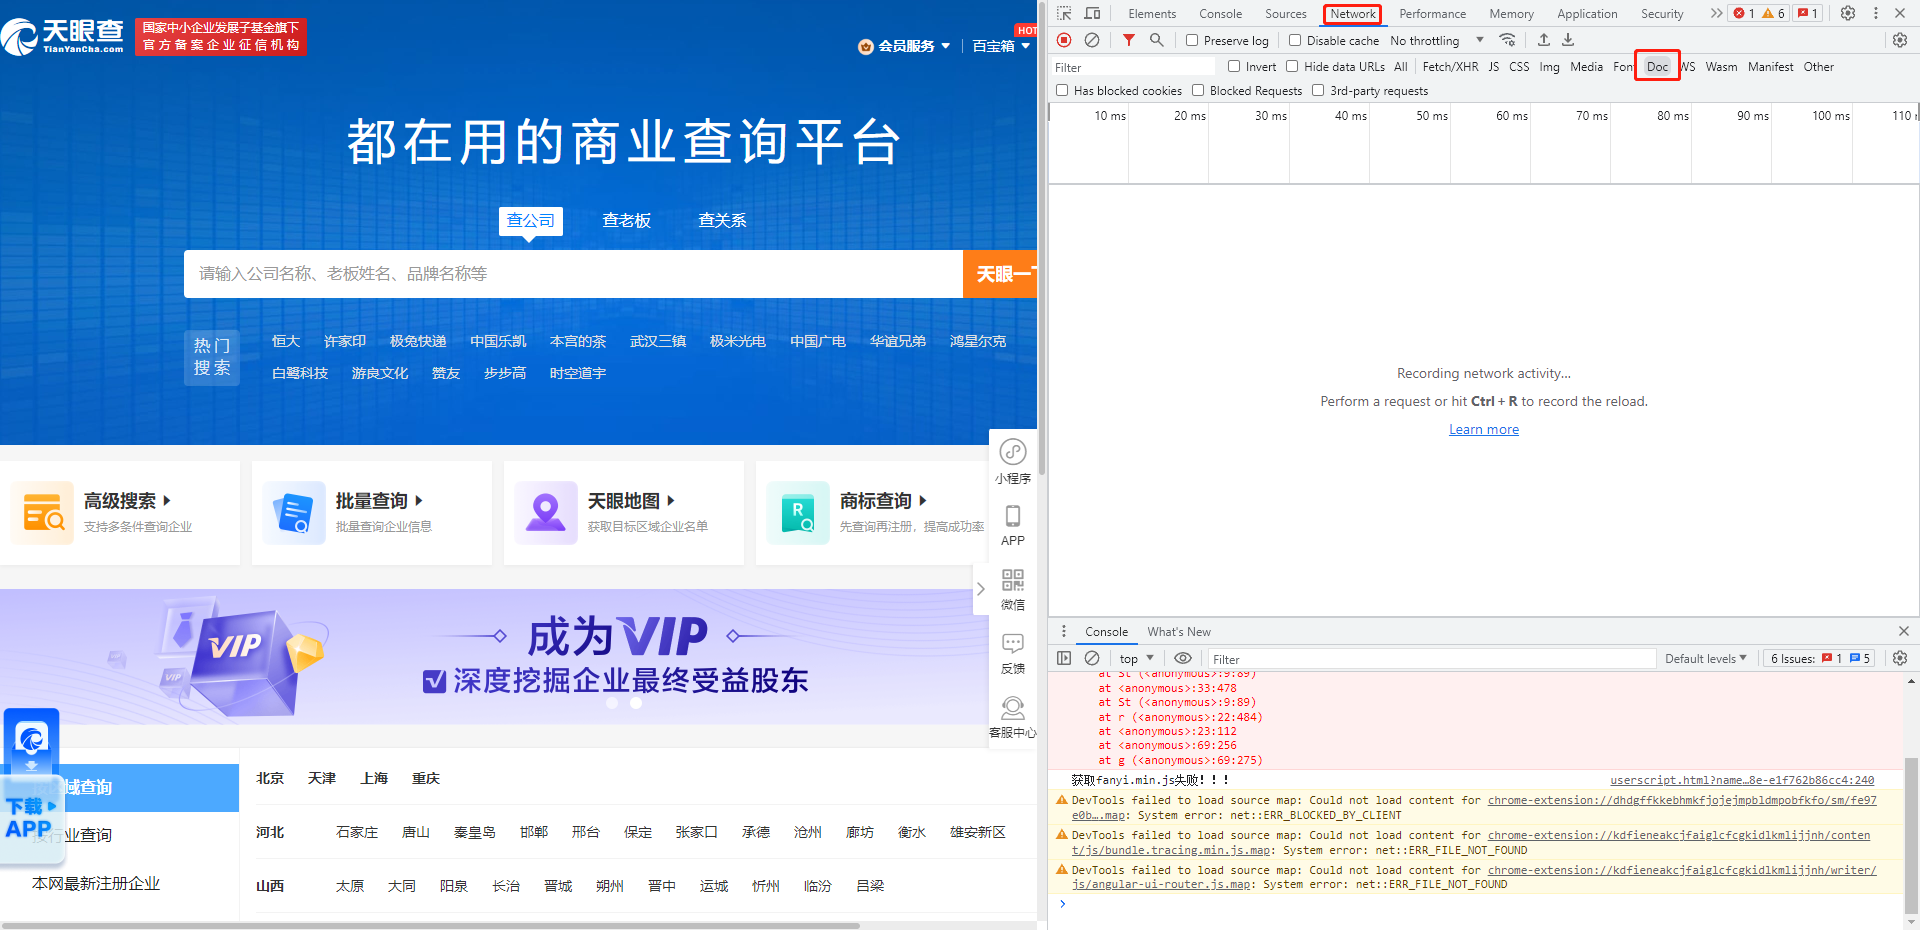 天眼查
TianYanCha.com
国家中小企业发展子基金旗下
官方备案企业征信机构
会员服务
百宝箱
HOT
都在用的商业查询平台
查公司
查老板
查关系
请输入公司名称、老板姓名、品牌名称等
天眼一
热门
搜索
恒大 许家印 极兔快递 中国乐凯 本宫的茶 武汉三镇 极米光电 中国广电 华谊兄弟 鸿星尔克
白鹭科技 游良文化 赞友 步步高 时空道宇
高级搜索
支持多条件查询企业
批量查询
批量查询企业信息
天眼地图
获取目标区域企业名单
R
商标查询
先查询再注册，提高成功率
小程序
APP
微信
反馈
客服中心
VIP
VIP
成为VIP
深度挖掘企业最终受益股东
下载
APP
域查询
行业查询
本网最新注册企业
北京 天津 上海 重庆
河北 石家庄 唐山 秦皇岛 邯郸 邢台 保定 张家口 承德 沧州 廊坊 衡水 雄安新区
山西 太原 大同 阳泉 长治 晋城 朔州 晋中 运城 忻州 临汾 吕梁
Elements Console Sources Network Performance Memory Application Security 1 6 1
Preserve log Disable cache No throttling
Filter Invert Hide data URLs All Fetch/XHR JS CSS Img Media Font Doc WS Wasm Manifest Other
Has blocked cookies Blocked Requests 3rd-party requests
10 ms 20 ms 30 ms 40 ms 50 ms 60 ms 70 ms 80 ms 90 ms 100 ms 110
Recording network activity...
Perform a request or hit Ctrl + R to record the reload.
Learn more
Console What's New
top Filter Default levels 6 Issues: 1 5
at St (<anonymous>:9:89)
at <anonymous>:33:478
at St (<anonymous>:9:89)
at r (<anonymous>:22:484)
at <anonymous>:23:112
at <anonymous>:69:256
at g (<anonymous>:69:275)
获取fanyi.min.js失败！！！ userscript.html?name…8e-e1f762b86cc4:240
DevTools failed to load source map: Could not load content for chrome-extension://dhdgffkkebhmkfjojejmpbldmpobfkfo/sm/fe97
e0b….map: System error: net::ERR_BLOCKED_BY_CLIENT
DevTools failed to load source map: Could not load content for chrome-extension://kdfieneakcjfaiglcfcgkidlkmlijjnh/conten
t/js/bundle.tracing.min.js.map: System error: net::ERR_FILE_NOT_FOUND
DevTools failed to load source map: Could not load content for chrome-extension://kdfieneakcjfaiglcfcgkidlkmlijjnh/writer/
js/angular-ui-router.js.map: System error: net::ERR_FILE_NOT_FOUND